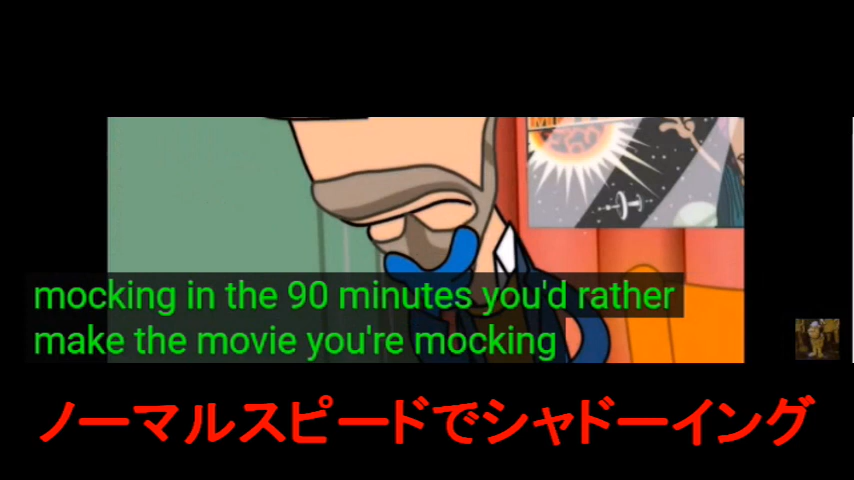 mocking in the 90 minutes you'd rather
make the movie you're mocking
ノーマルスピードでシャドーイング